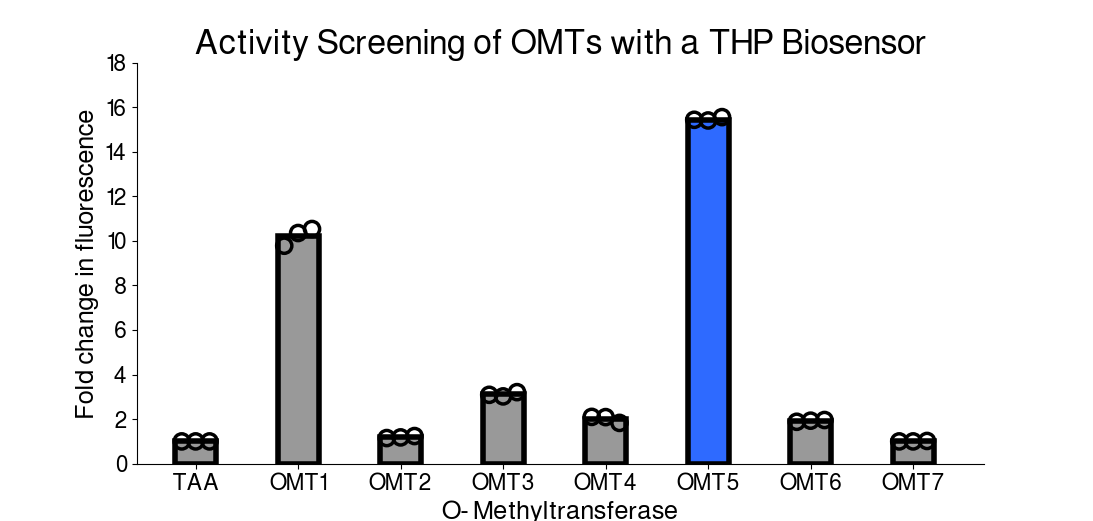 Activity Screening of OMTs with a THP Biosensor
Fold change in fluorescence
18
16
14
12
10
8
6
4
2
0
TAA OMT1 OMT2 OMT3 OMT4 OMT5 OMT6 OMT7
O- Methyltransferase